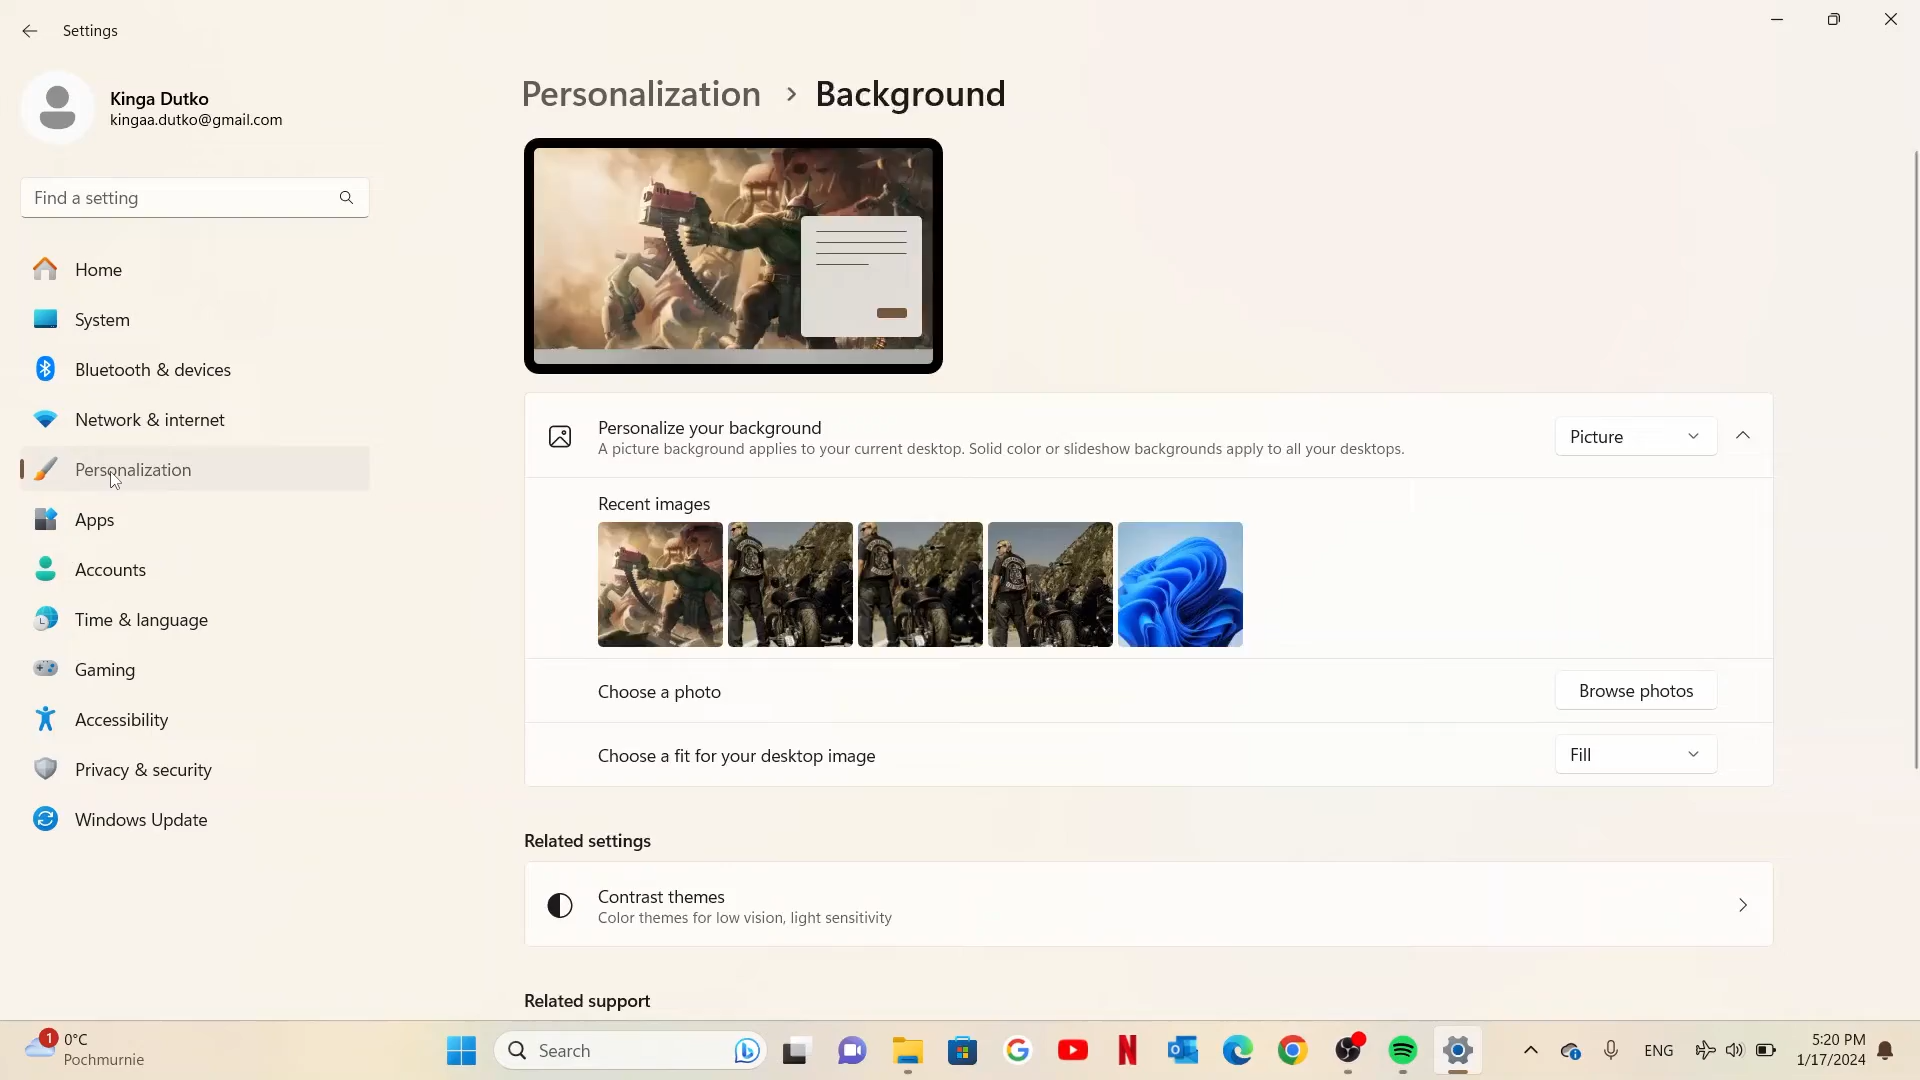 Settings
Kinga Dutko
kingaa.dutko@gmail.com
Find a setting
Home
System
Bluetooth & devices
Network & internet
Personalization
Apps
Accounts
Time & language
Gaming
Accessibility
Privacy & security
Windows Update
Personalization > Background
Personalize your background
A picture background applies to your current desktop. Solid color or slideshow backgrounds apply to all your desktops.
Picture
Recent images
Choose a photo
Browse photos
Choose a fit for your desktop image
Fill
Related settings
Contrast themes
Color themes for low vision, light sensitivity
Related support
1
0°C
Pochmurnie
Search
ENG
5:20 PM
1/17/2024